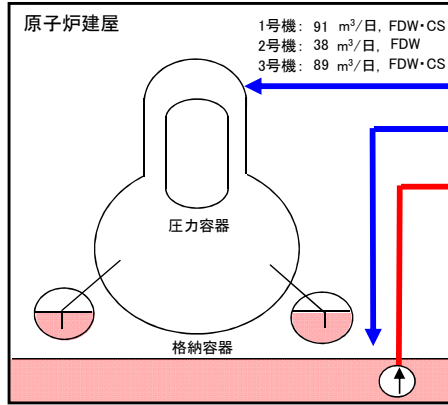 原子炉建屋
1号機: 91 m³/日, FDW・CS
2号機: 38 m³/日, FDW
3号機: 89 m³/日, FDW・CS
圧力容器
格納容器